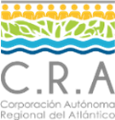 C.R.A
Corporación Autónoma
Regional del Atlántico